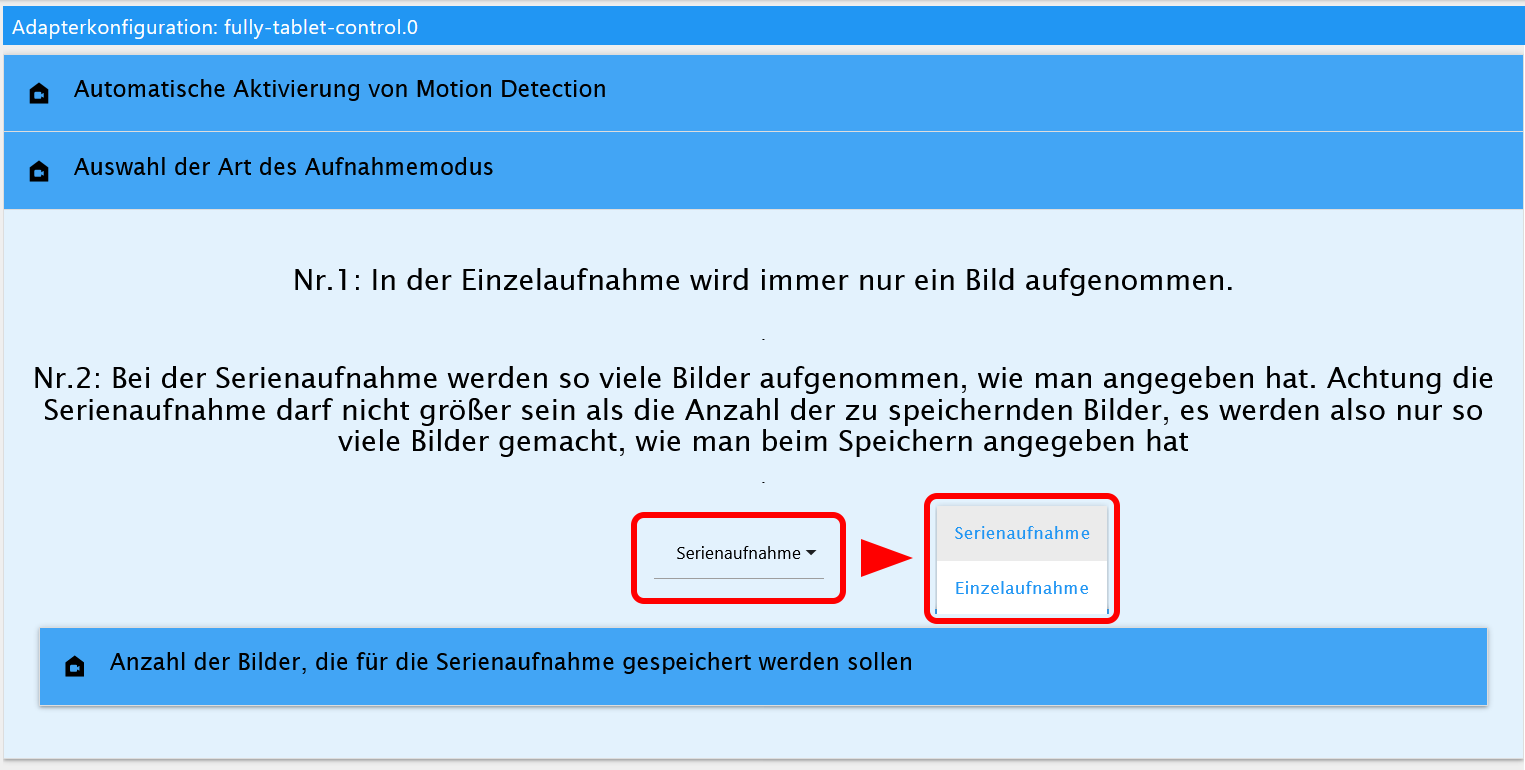 Adapterkonfiguration: fully-tablet-control.0
Automatische Aktivierung von Motion Detection
Auswahl der Art des Aufnahmemodus
Nr.1: In der Einzelaufnahme wird immer nur ein Bild aufgenommen.
.
Nr.2: Bei der Serienaufnahme werden so viele Bilder aufgenommen, wie man angegeben hat. Achtung die
Serienaufnahme darf nicht größer sein als die Anzahl der zu speichernden Bilder, es werden also nur so
viele Bilder gemacht, wie man beim Speichern angegeben hat
.
Serienaufnahme
Serienaufnahme
Einzelaufnahme
Anzahl der Bilder, die für die Serienaufnahme gespeichert werden sollen